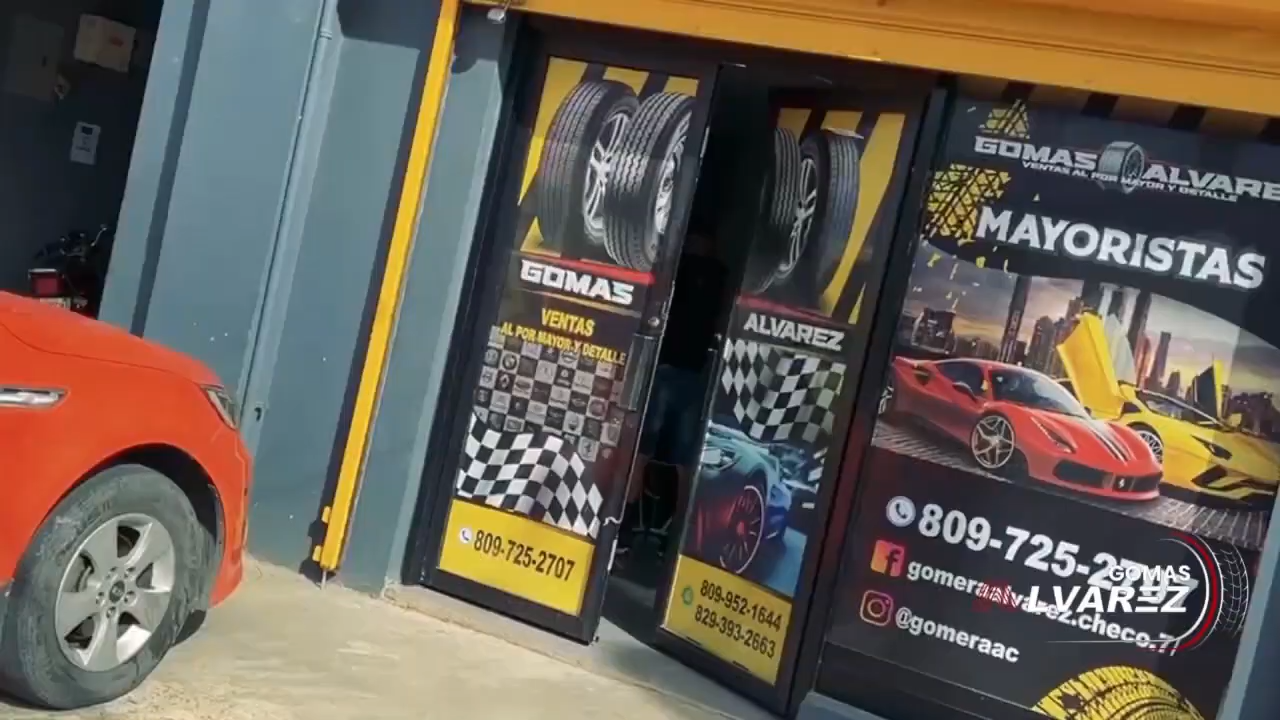 GOMAS
VENTAS
AL POR MAYOR Y DETALLE
809-725-2707
ALVAREZ
809-952-1644
829-393-2663
GOMAS ALVARE
VENTAS AL POR MAYOR Y DETALLE
MAYORISTAS
809-725-2
@gomeraac
GOMAS
LVAREZ